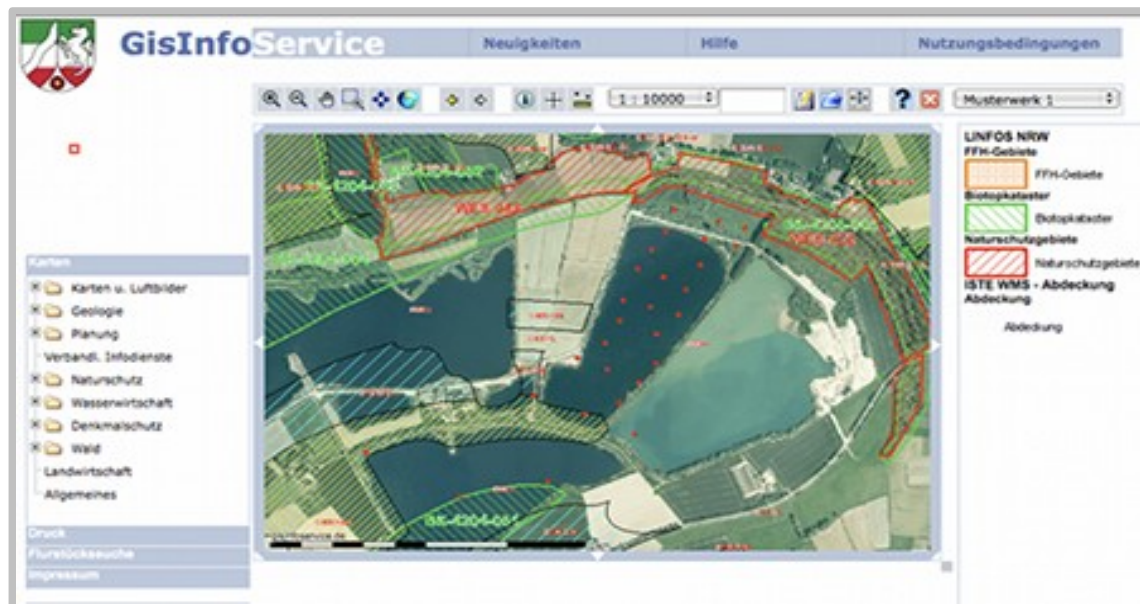 GisInfoService
Neuigkeiten
Hilfe
Nutzungsbedingungen
1 : 10000
?
Musterwerk 1
LINFOS NRW
FFH-Gebiete
FFH-Gebiete
Biotopkataster
Biotopkataster
Naturschutzgebiete
Naturschutzgebiete
ISTE WMS - Abdeckung
Abdeckung
Abdeckung
Karten
Karten u. Luftbilder
Geologie
Planung
Verbandl. Infodienste
Naturschutz
Wasserwirtschaft
Denkmalschutz
Wald
Landwirtschaft
Allgemeines
Druck
Flurstückssuche
Impressum